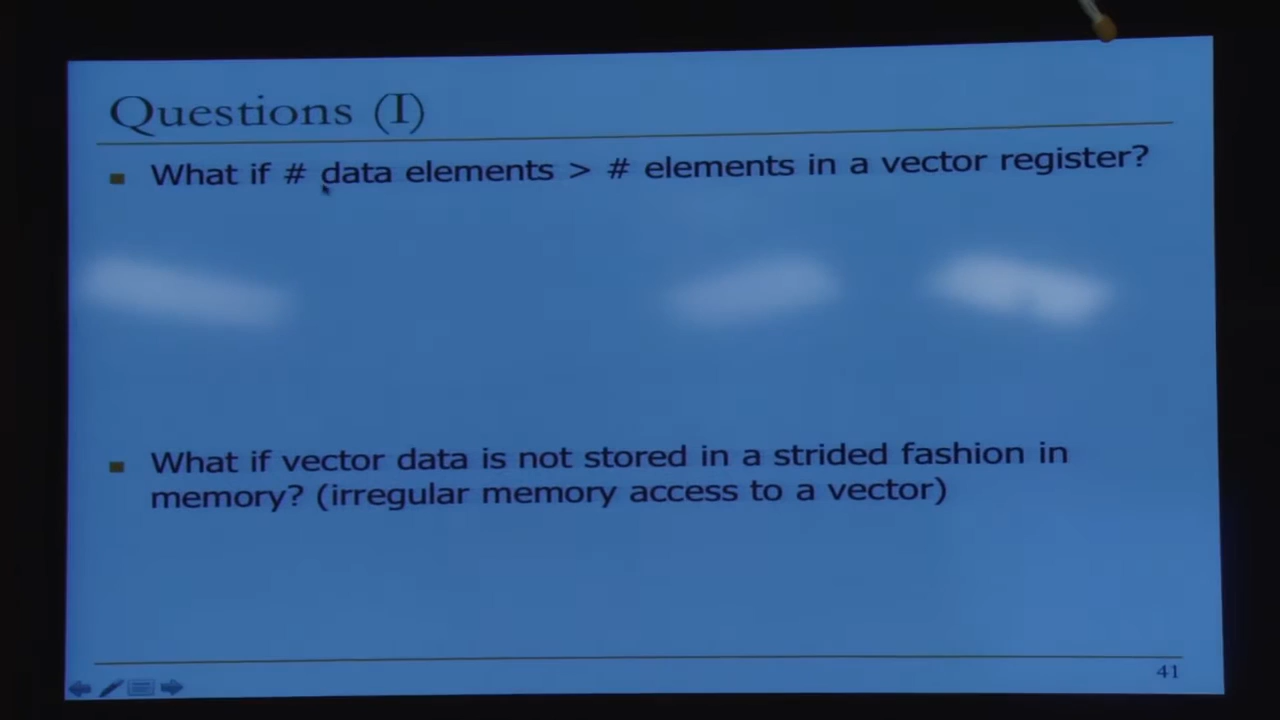 Questions (I)
What if # data elements > # elements in a vector register?
What if vector data is not stored in a strided fashion in
memory? (irregular memory access to a vector)
41